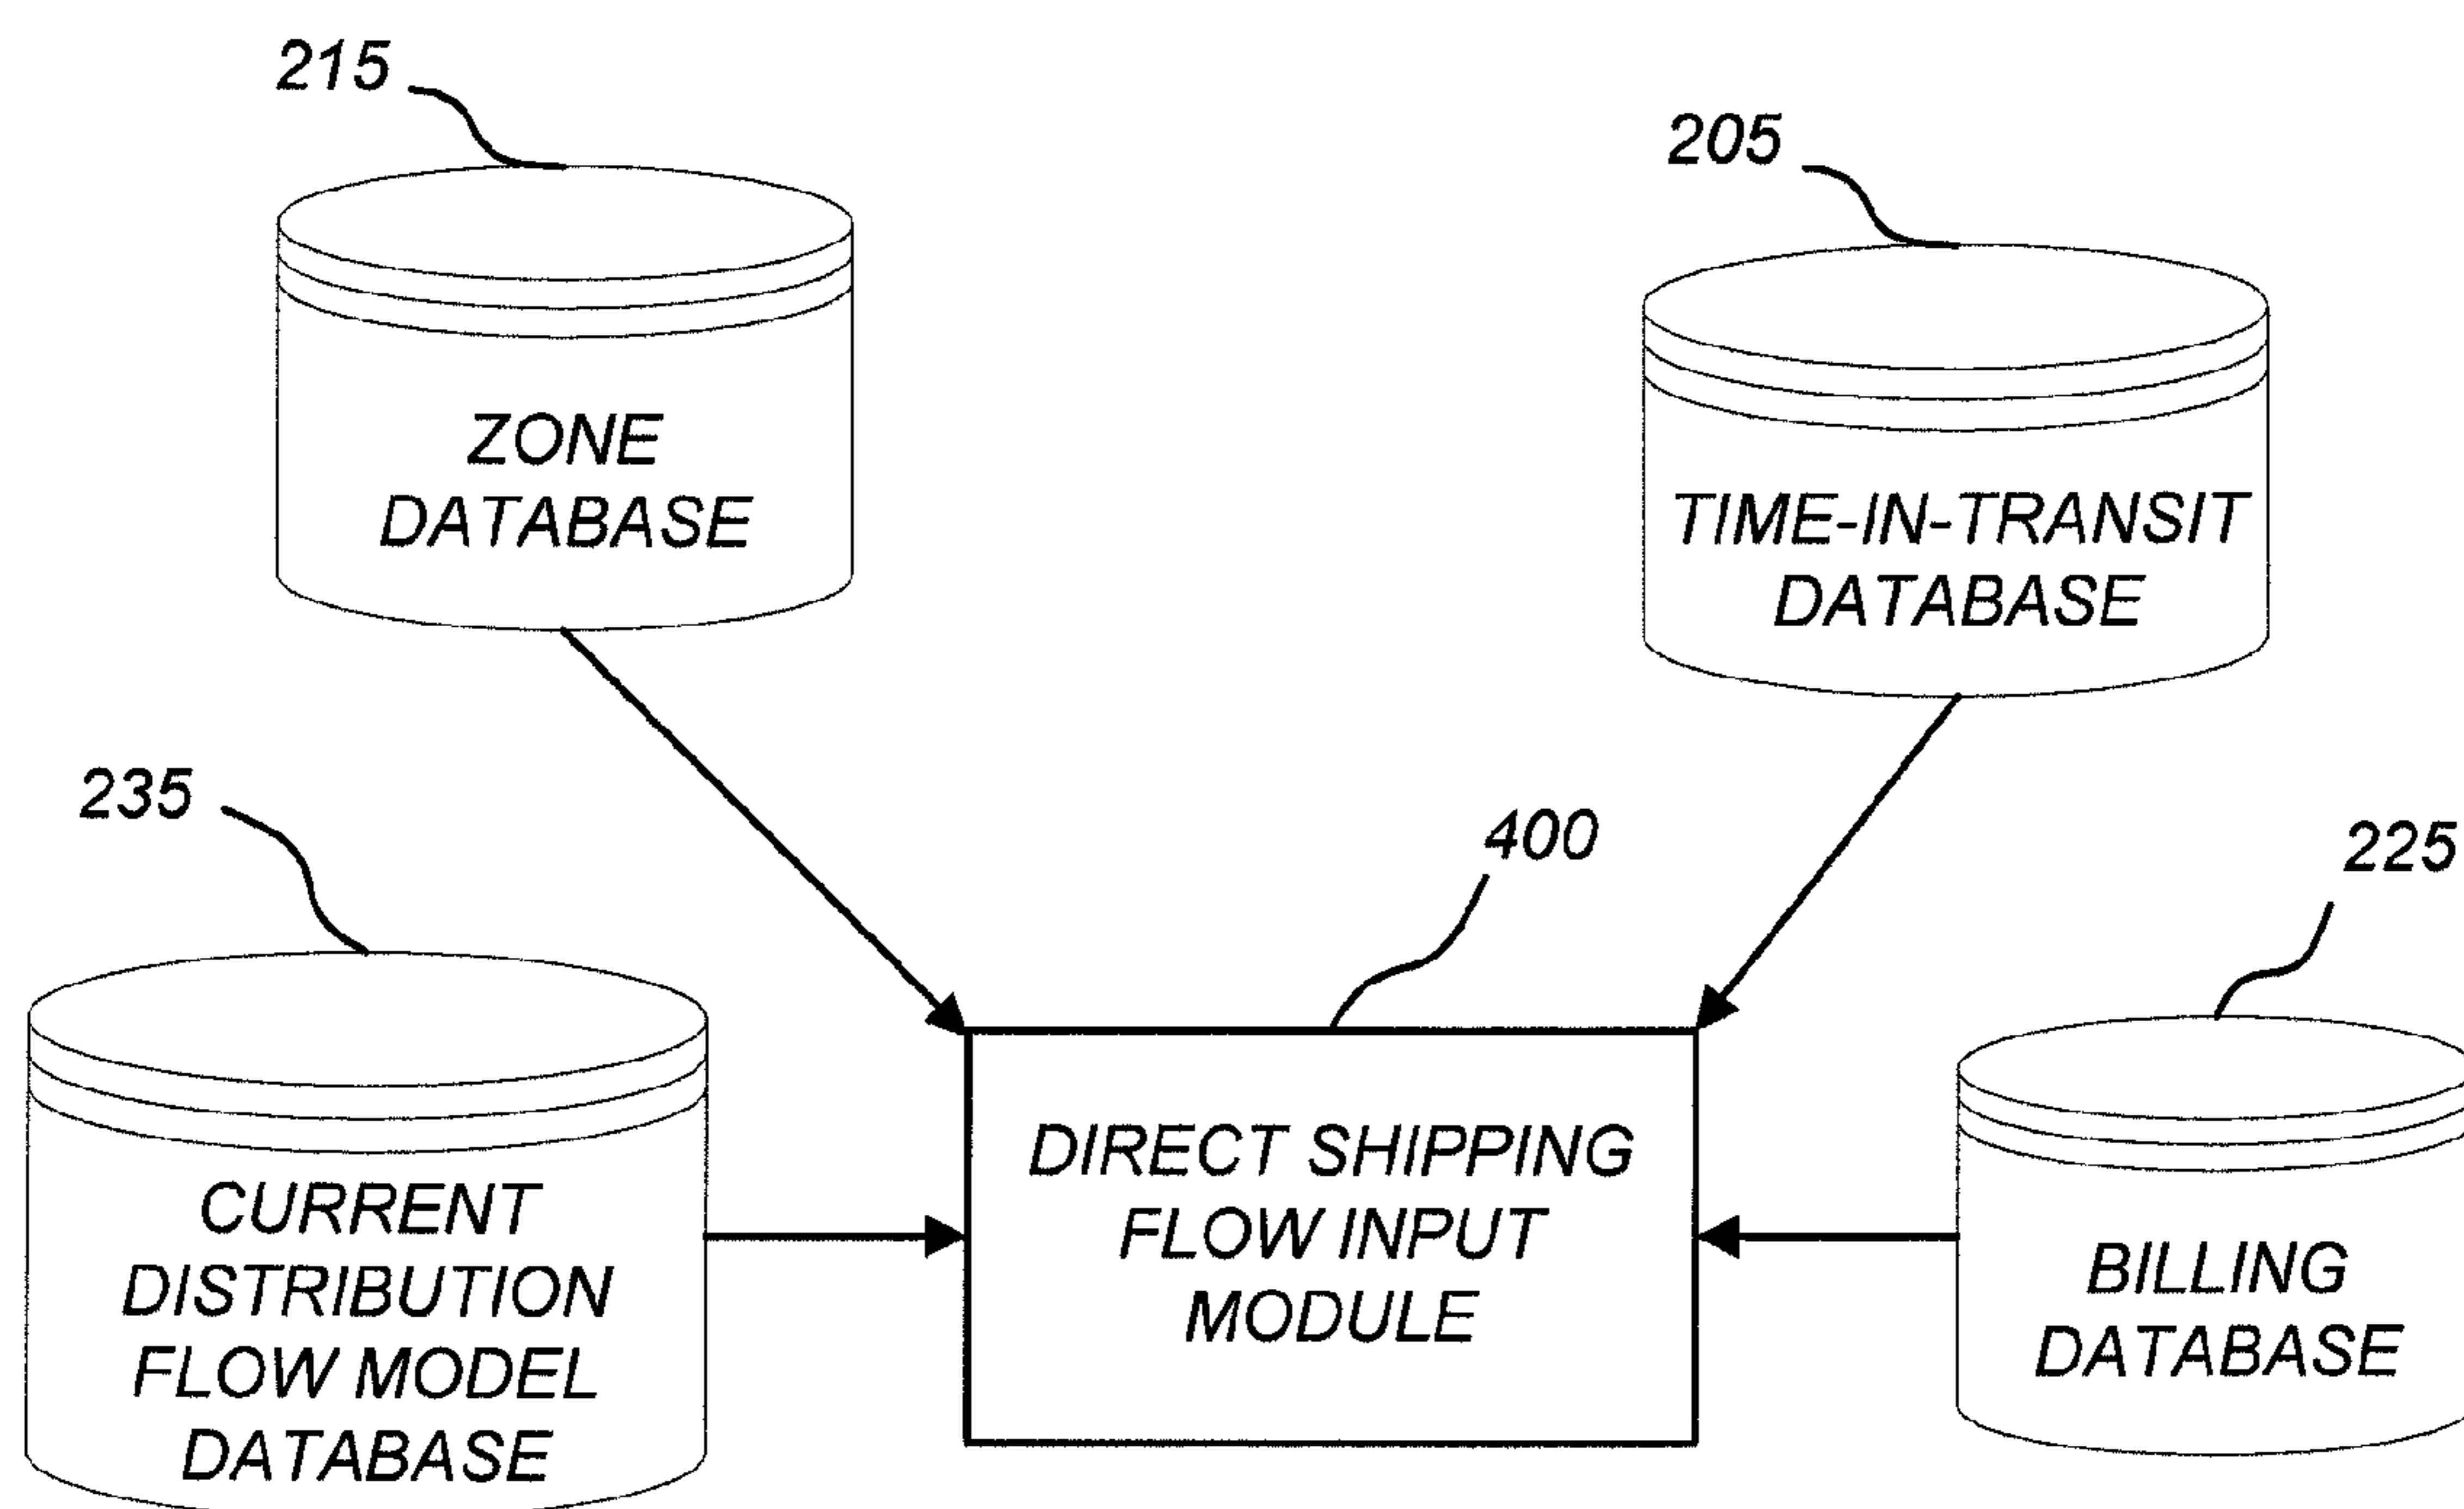 215
205
ZONE
DATABASE
TIME-IN-TRANSIT
DATABASE
235
400
225
CURRENT
DISTRIBUTION
FLOW MODEL
DATABASE
DIRECT SHIPPING
FLOW INPUT
MODULE
BILLING
DATABASE